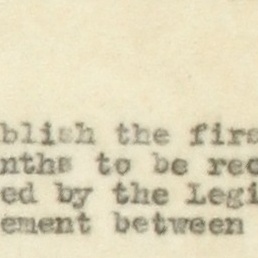 blish the firs
nths to be rec
ed by the Legi
ement between